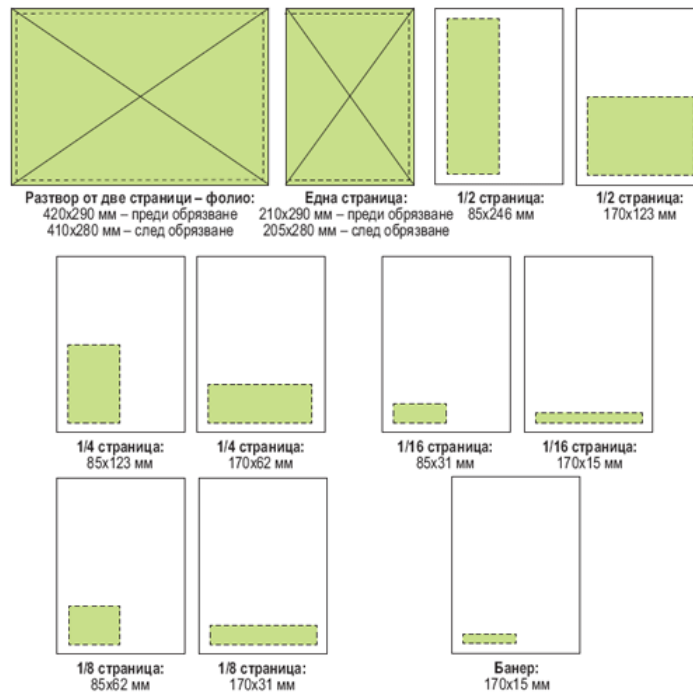 Разтвор от две страници – фолио:
420x290 мм – преди обрязване
410x280 мм – след обрязване
Една страница:
210x290 мм – преди обрязване
205x280 мм – след обрязване
1/2 страница:
85x246 мм
1/2 страница:
170x123 мм
1/4 страница:
85x123 мм
1/4 страница:
170x62 мм
1/16 страница:
85x31 мм
1/16 страница:
170x15 мм
1/8 страница:
85x62 мм
1/8 страница:
170x31 мм
Банер:
170x15 мм